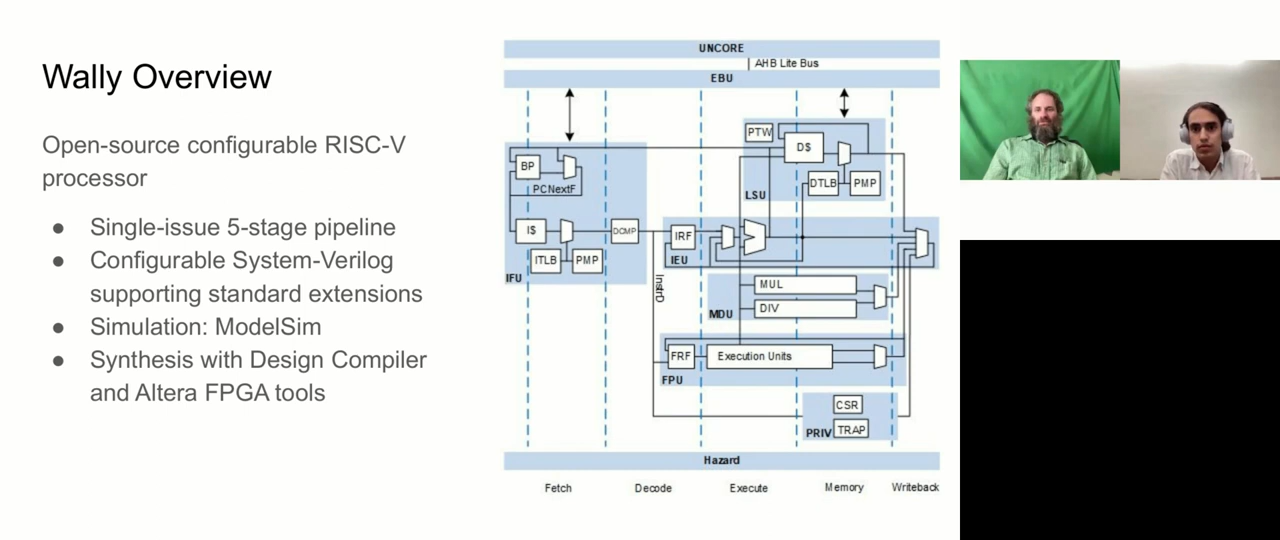 Wally Overview
Open-source configurable RISC-V
processor
● Single-issue 5-stage pipeline
● Configurable System-Verilog
supporting standard extensions
● Simulation: ModelSim
● Synthesis with Design Compiler
and Altera FPGA tools
UNCORE
AHB Lite Bus
EBU
PTW
D$
BP
PCNextF
DTLB
PMP
LSU
I$
DCMP
IRF
ITLB
PMP
IEU
IFU
InstrD
MUL
MDU
DIV
FRF
Execution Units
FPU
CSR
PRIV
TRAP
Hazard
Fetch
Decode
Execute
Memory
Writeback